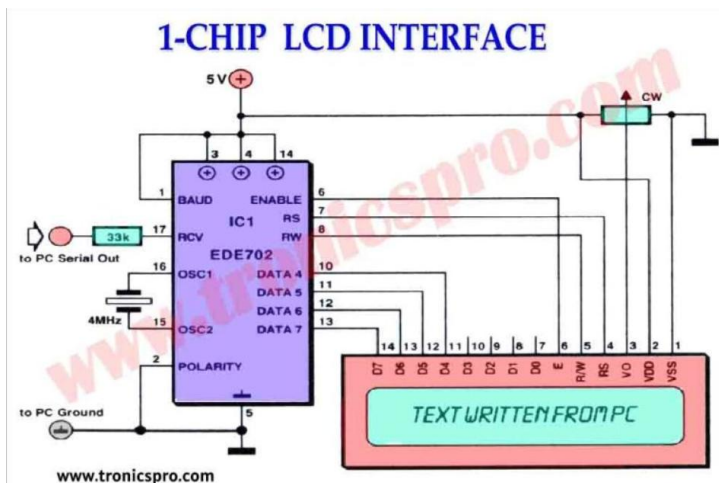 1-CHIP LCD INTERFACE
www.tronicspro.com
5 V
CW
3 4 14
1 BAUD ENABLE 6
IC1
RS 7
33k 17 RCV RW 8
to PC Serial Out
EDE702
16 OSC1 DATA 4 10
DATA 5 11
4MHz DATA 6 12
15 OSC2 DATA 7 13
14 13 12 11 10 9 8 7 6 5 4 3 2 1
2 POLARITY
D7 D6 D5 D4 D3 D2 D1 D0 E R/W RS VO VDD VSS
to PC Ground
5
TEXT WRITTEN FROM PC
www.tronicspro.com